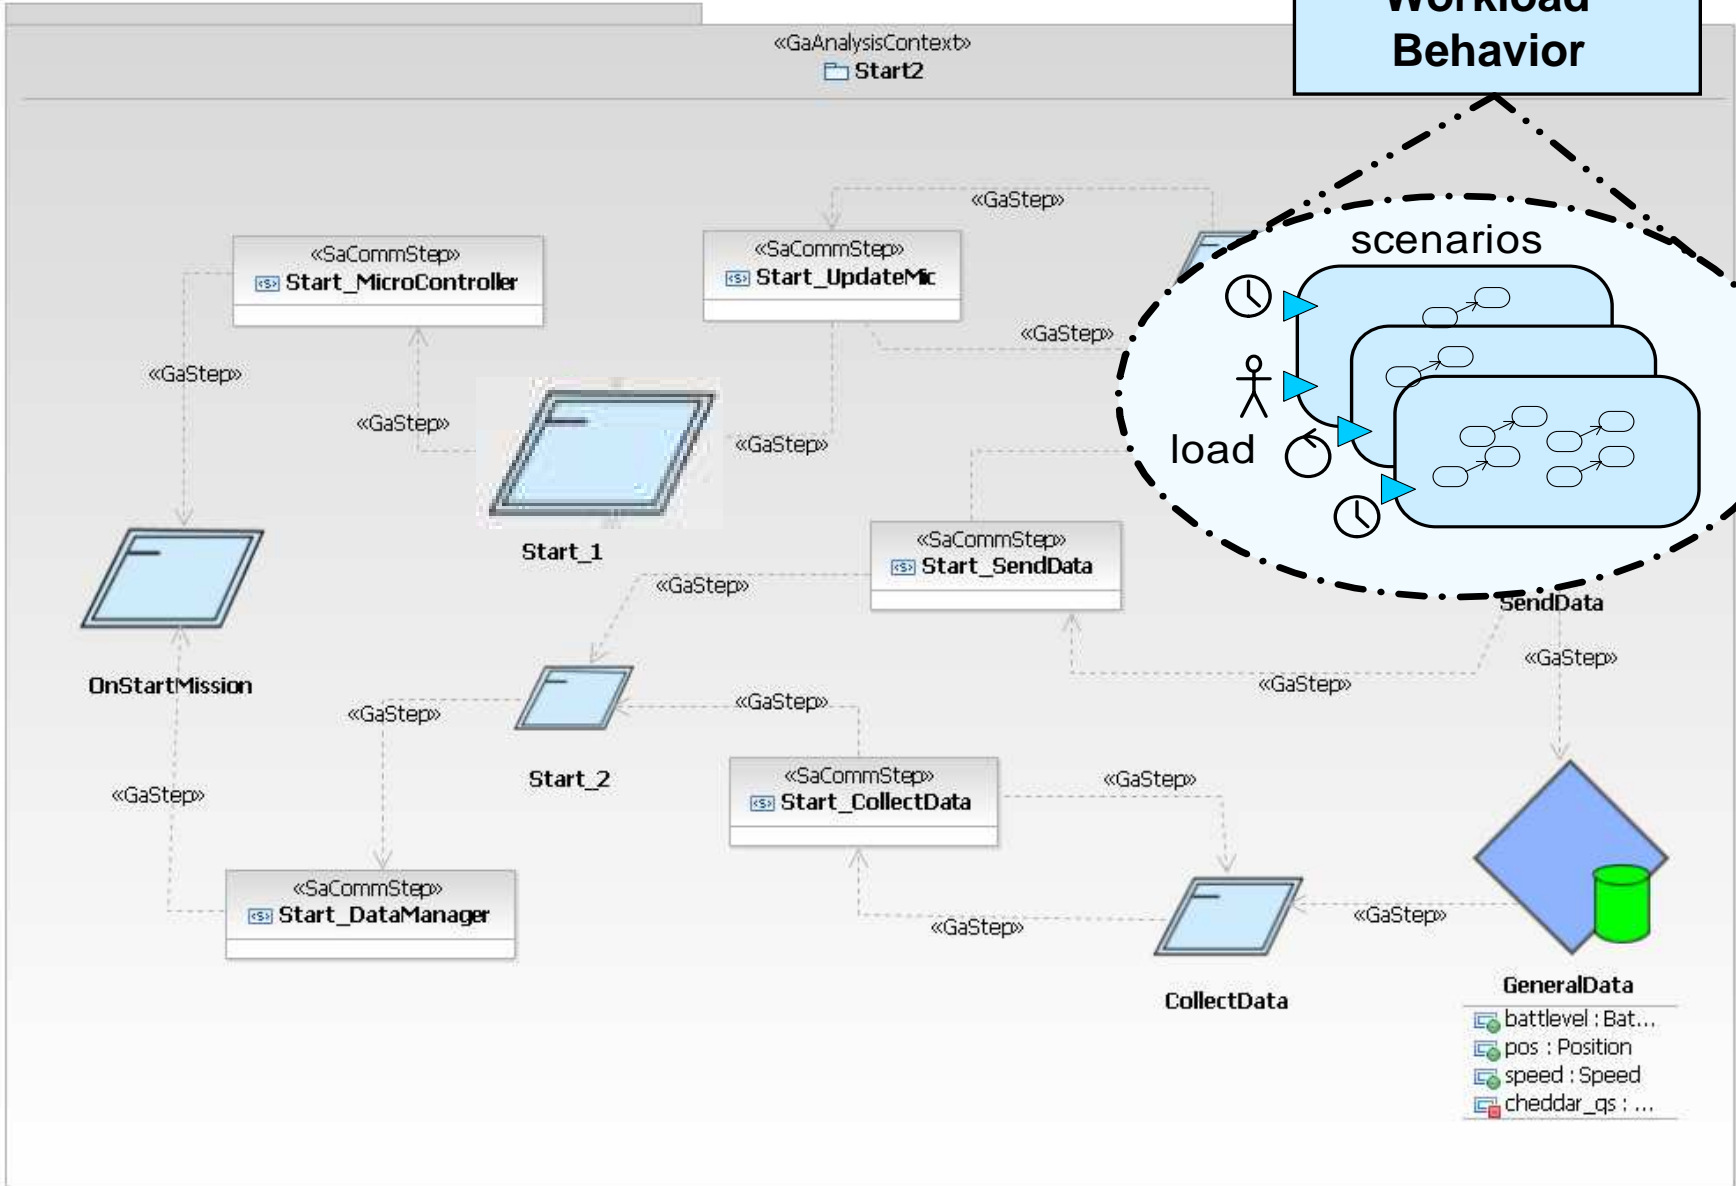 Workload
Behavior
«GaAnalysisContext»
Start2
«GaStep»
«SaCommStep»
Start_MicroController
«SaCommStep»
Start_UpdateMic
scenarios
«GaStep»
«GaStep»
«GaStep»
«GaStep»
load
Start_1
«SaCommStep»
Start_SendData
«GaStep»
SendData
«GaStep»
OnStartMission
«GaStep»
«GaStep»
«GaStep»
Start_2
«SaCommStep»
Start_CollectData
«GaStep»
«GaStep»
«SaCommStep»
Start_DataManager
«GaStep»
«GaStep»
CollectData
GeneralData
battlevel : Bat...
pos : Position
speed : Speed
cheddar_qs : ...